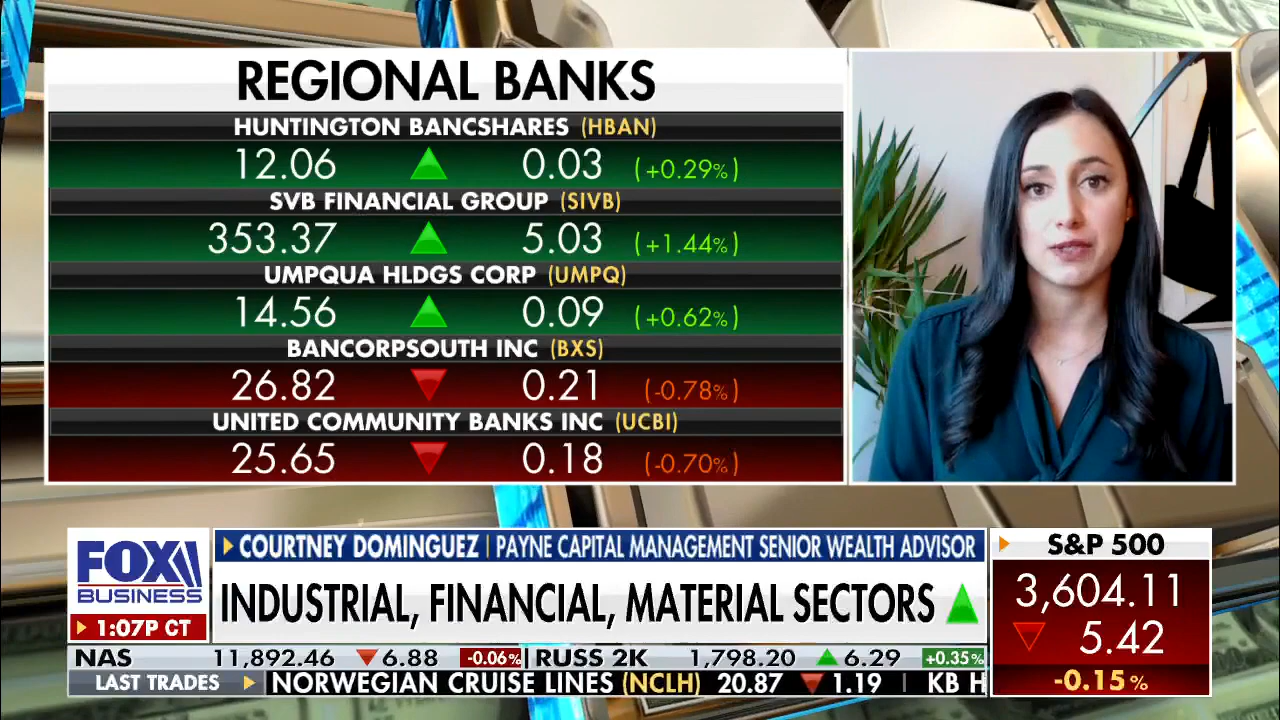 REGIONAL BANKS
HUNTINGTON BANCSHARES (HBAN)
12.06 ▲ 0.03 (+0.29%)
SVB FINANCIAL GROUP (SIVB)
353.37 ▲ 5.03 (+1.44%)
UMPQUA HLDGS CORP (UMPQ)
14.56 ▲ 0.09 (+0.62%)
BANCORPSOUTH INC (BXS)
26.82 ▼ 0.21 (-0.78%)
UNITED COMMUNITY BANKS INC (UCBI)
25.65 ▼ 0.18 (-0.70%)
FOX
BUSINESS
1:07P CT
COURTNEY DOMINGUEZ | PAYNE CAPITAL MANAGEMENT SENIOR WEALTH ADVISOR
INDUSTRIAL, FINANCIAL, MATERIAL SECTORS ▲
S&P 500
3,604.11
▼ 5.42
-0.15%
NAS 11,892.46 ▼ 6.88 -0.06% RUSS 2K 1,798.20 ▲ 6.29 +0.35%
LAST TRADES NORWEGIAN CRUISE LINES (NCLH) 20.87 ▼ 1.19 | KB H